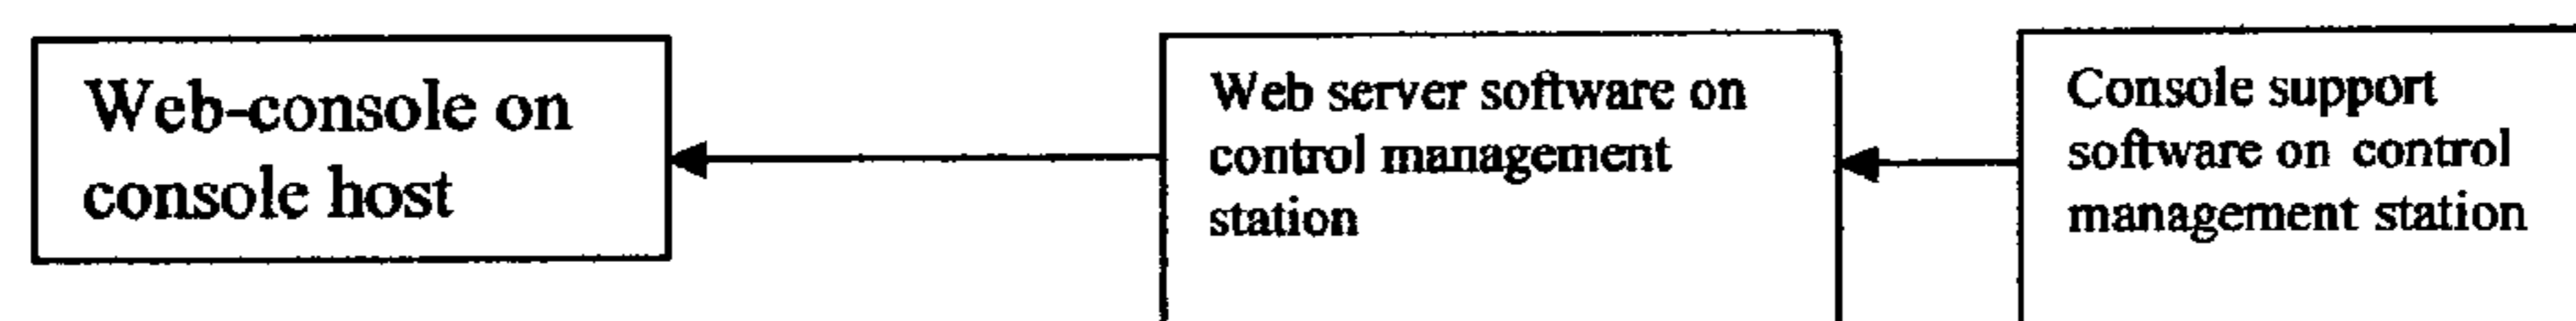 Web-console on
console host
Web server software on
control management
station
Console support
software on control
management station